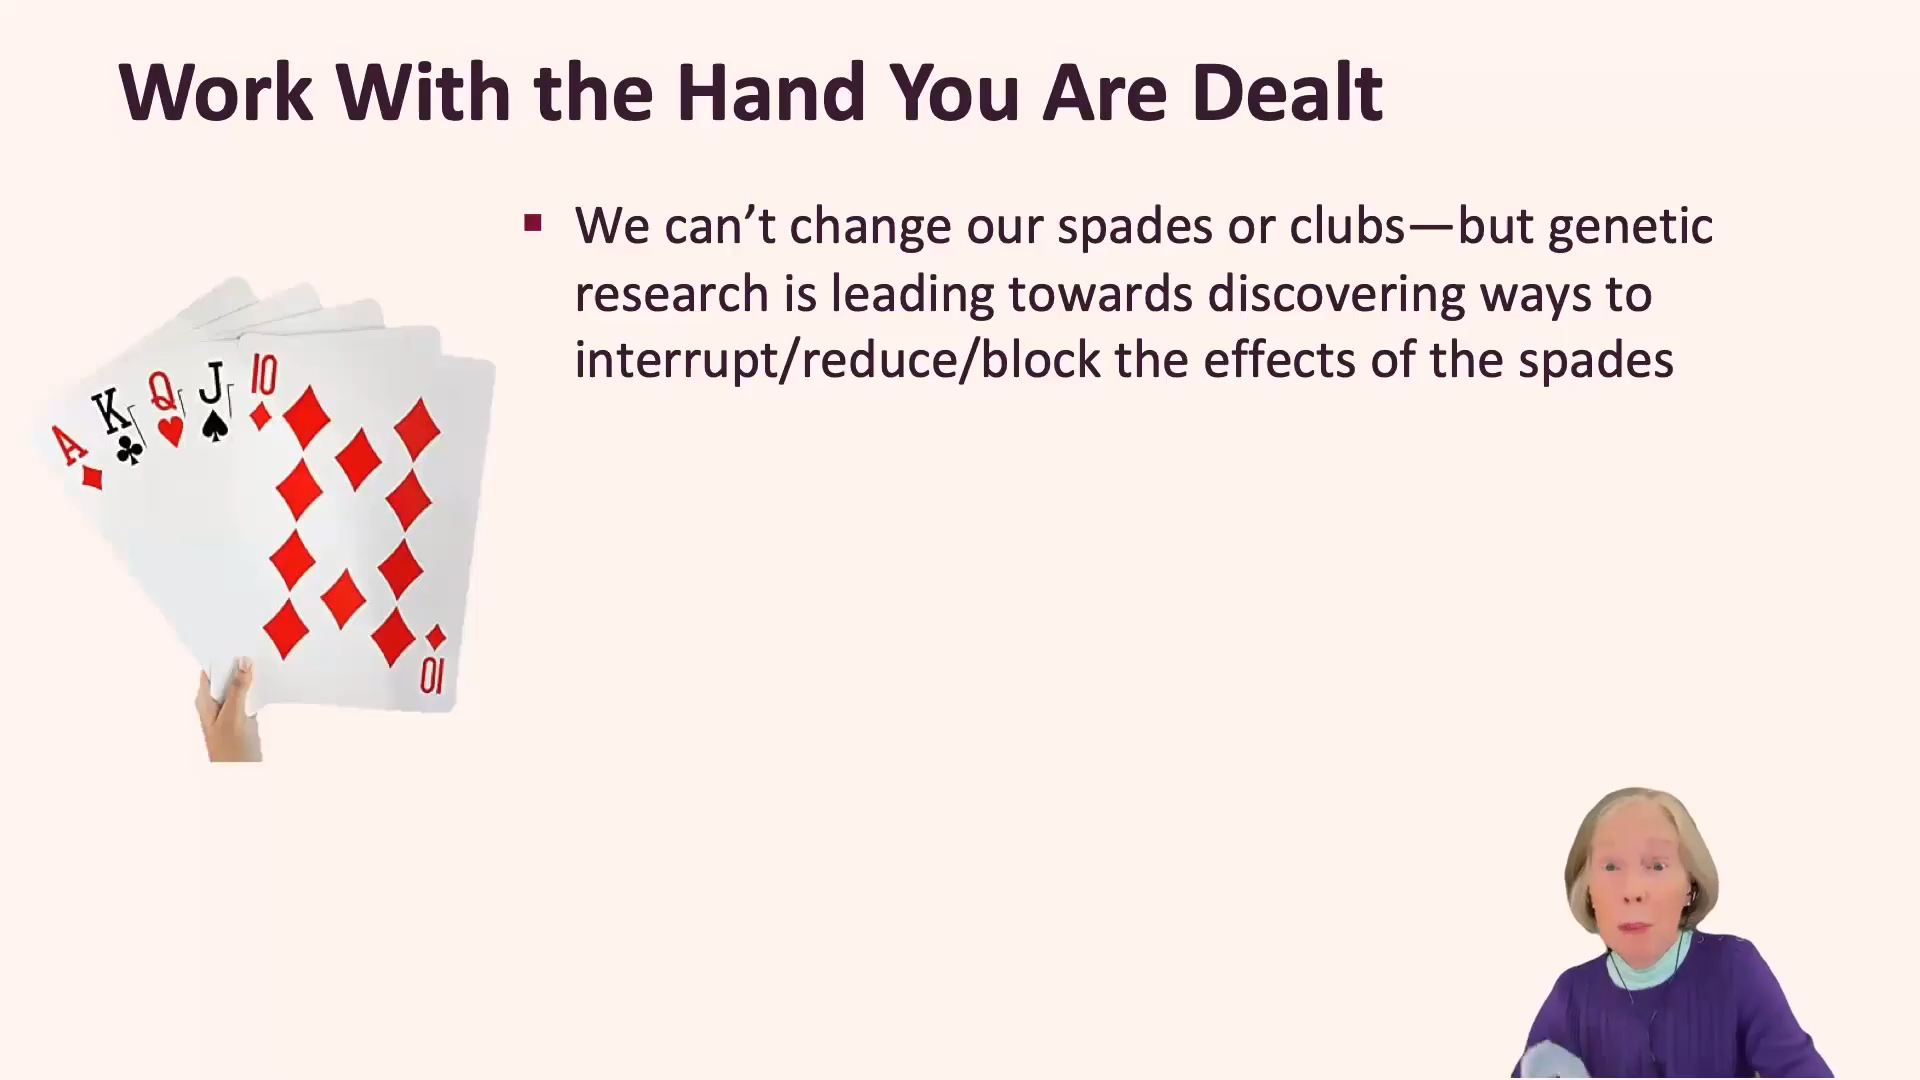 Work With the Hand You Are Dealt
We can’t change our spades or clubs—but genetic
research is leading towards discovering ways to
interrupt/reduce/block the effects of the spades
A
K
Q
J
10
10